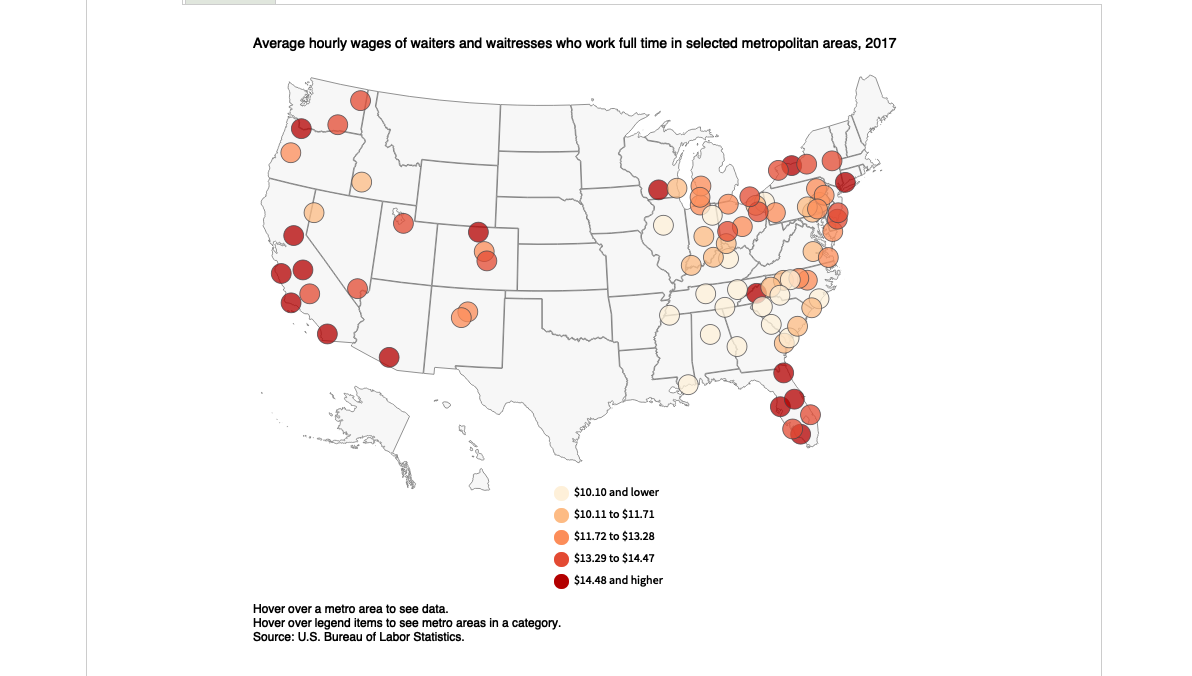 Average hourly wages of waiters and waitresses who work full time in selected metropolitan areas, 2017
$10.10 and lower
$10.11 to $11.71
$11.72 to $13.28
$13.29 to $14.47
$14.48 and higher
Hover over a metro area to see data.
Hover over legend items to see metro areas in a category.
Source: U.S. Bureau of Labor Statistics.